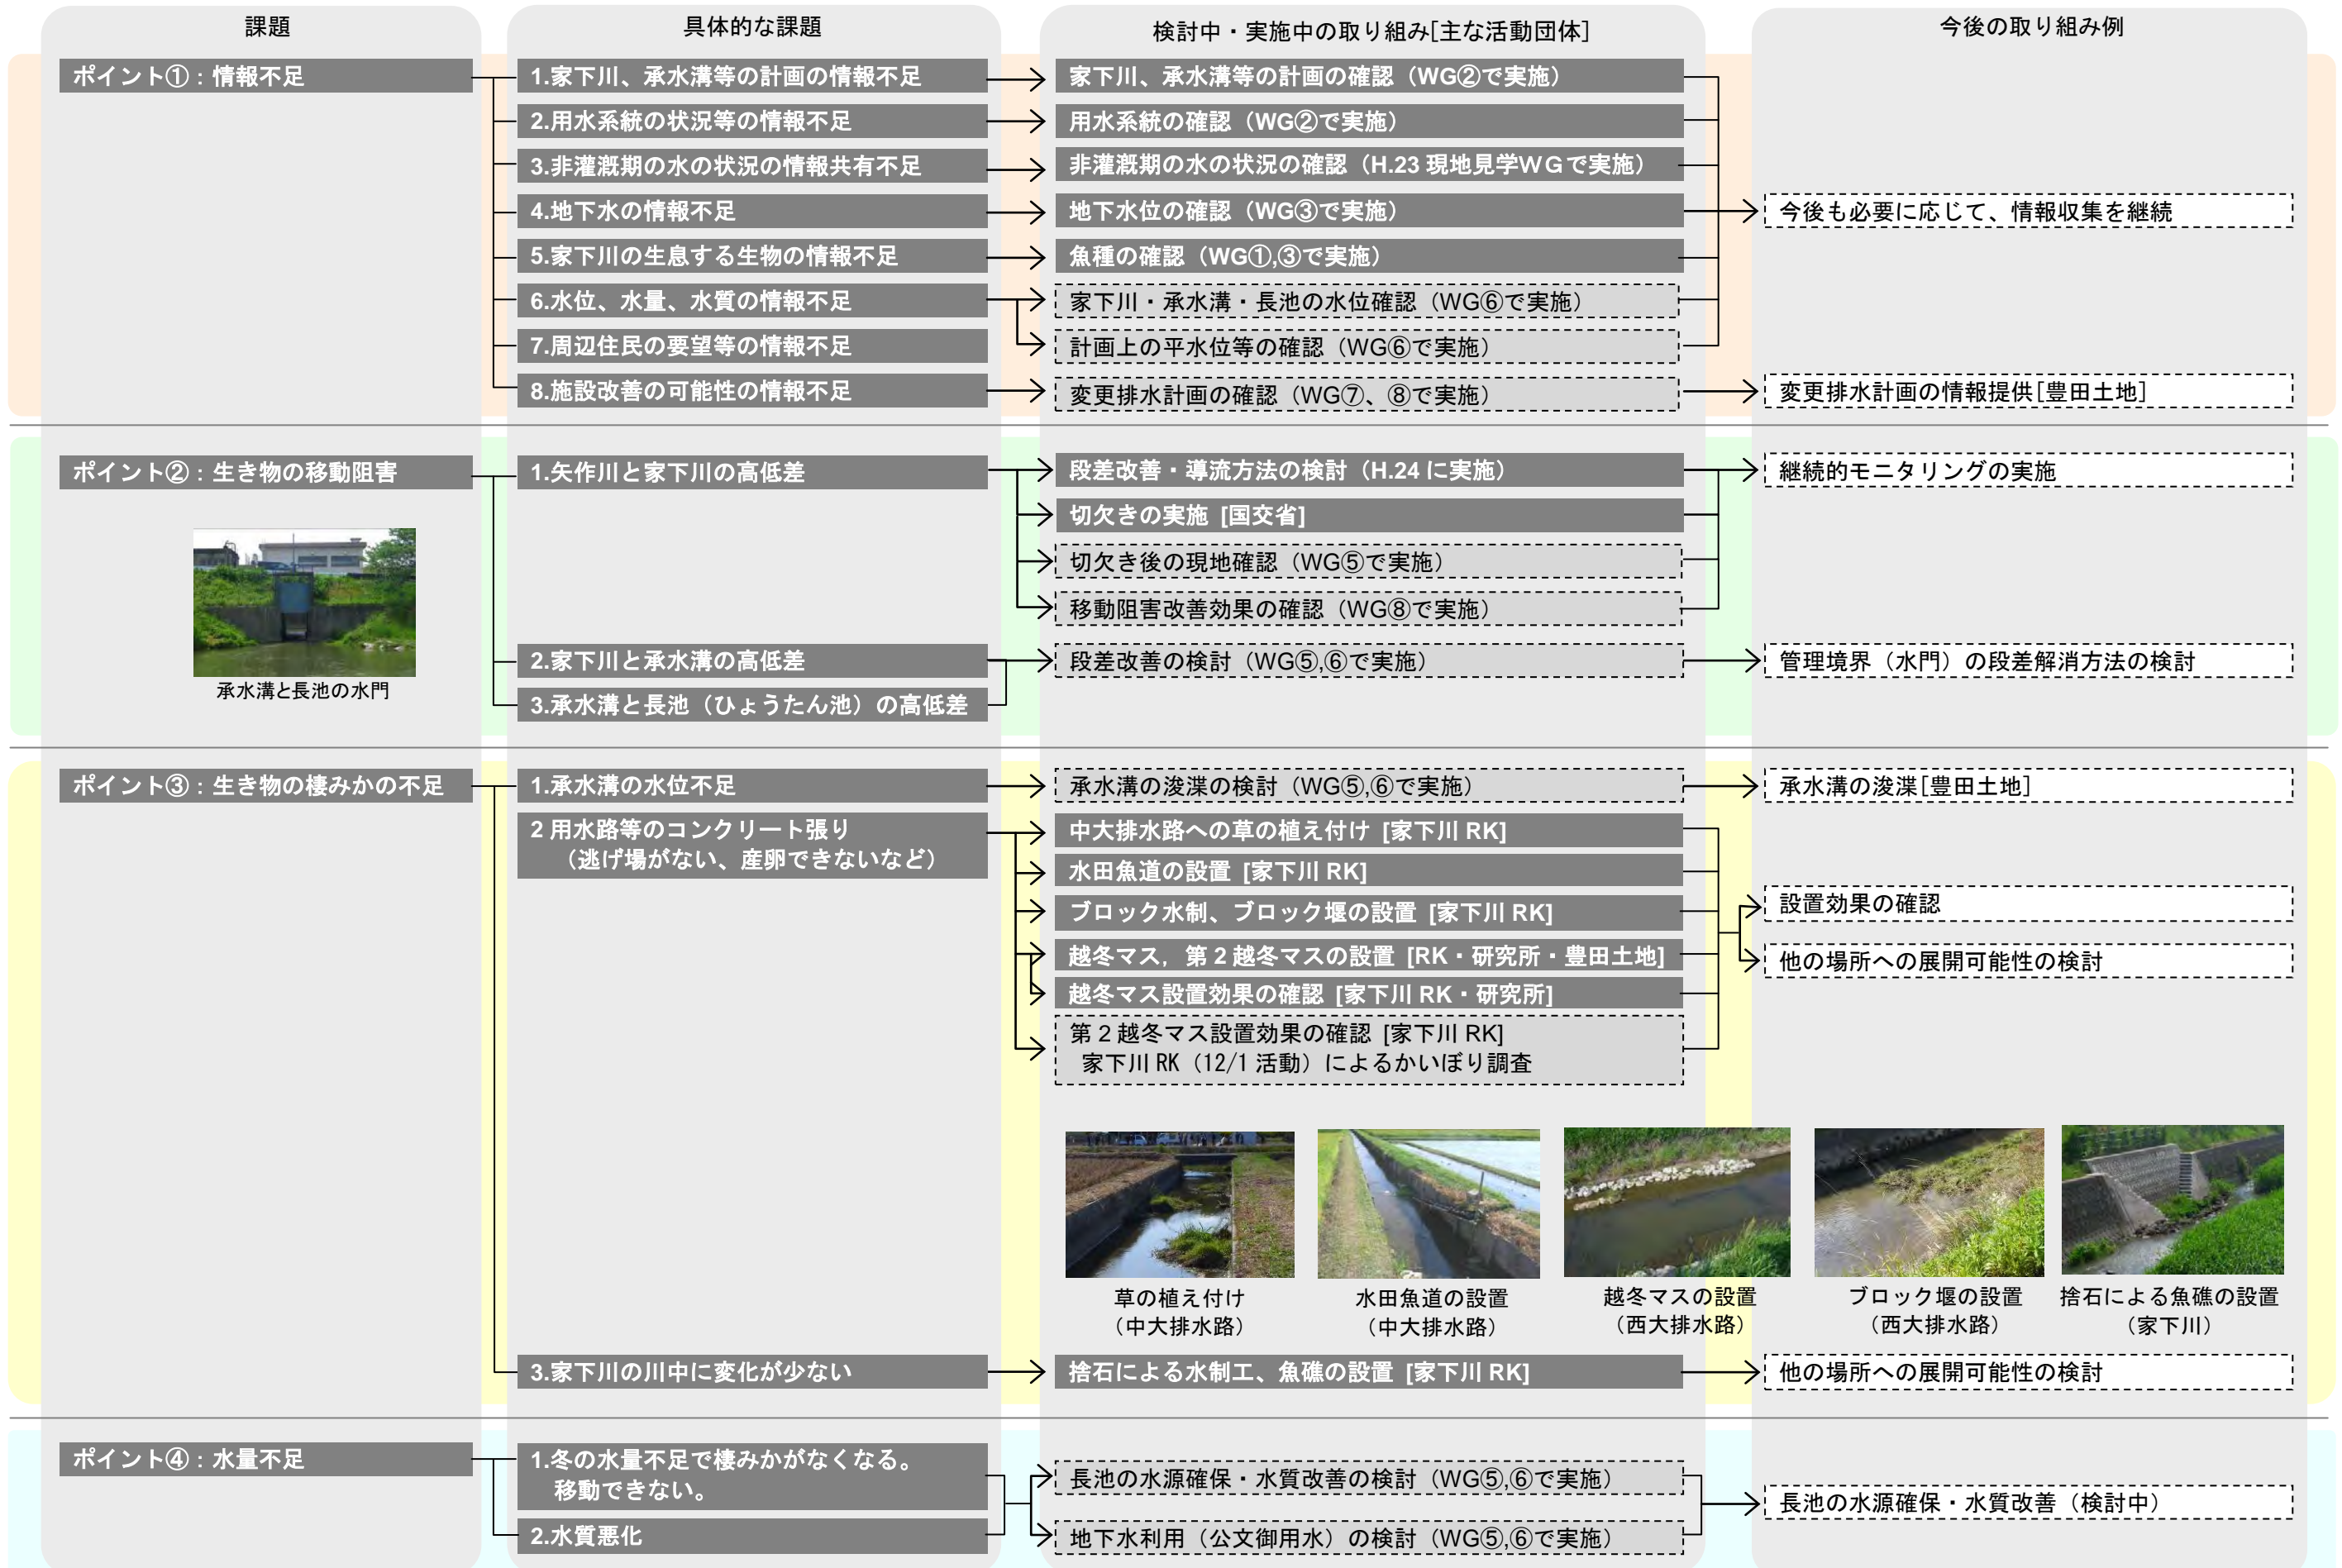 課題
具体的な課題
検討中・実施中の取り組み[主な活動団体]
今後の取り組み例
ポイント①：情報不足
1.家下川、承水溝等の計画の情報不足
家下川、承水溝等の計画の確認（WG②で実施）
2.用水系統の状況等の情報不足
用水系統の確認（WG②で実施）
3.非灌漑期の水の状況の情報共有不足
非灌漑期の水の状況の確認（H.23 現地見学ＷＧで実施）
4.地下水の情報不足
地下水位の確認（WG③で実施）
今後も必要に応じて、情報収集を継続
5.家下川の生息する生物の情報不足
魚種の確認（WG①,③で実施）
6.水位、水量、水質の情報不足
家下川・承水溝・長池の水位確認（WG⑥で実施）
7.周辺住民の要望等の情報不足
計画上の平水位等の確認（WG⑥で実施）
8.施設改善の可能性の情報不足
変更排水計画の確認（WG⑦、⑧で実施）
変更排水計画の情報提供[豊田土地]
ポイント②：生き物の移動阻害
1.矢作川と家下川の高低差
段差改善・導流方法の検討（H.24 に実施）
継続的モニタリングの実施
切欠きの実施 [国交省]
切欠き後の現地確認（WG⑤で実施）
移動阻害改善効果の確認（WG⑧で実施）
承水溝と長池の水門
2.家下川と承水溝の高低差
段差改善の検討（WG⑤,⑥で実施）
管理境界（水門）の段差解消方法の検討
3.承水溝と長池（ひょうたん池）の高低差
ポイント③：生き物の棲みかの不足
1.承水溝の水位不足
承水溝の浚渫の検討（WG⑤,⑥で実施）
承水溝の浚渫[豊田土地]
2 用水路等のコンクリート張り
（逃げ場がない、産卵できないなど）
中大排水路への草の植え付け [家下川 RK]
水田魚道の設置 [家下川 RK]
ブロック水制、ブロック堰の設置 [家下川 RK]
越冬マス，第２越冬マスの設置 [RK・研究所・豊田土地]
越冬マス設置効果の確認 [家下川 RK・研究所]
第２越冬マス設置効果の確認 [家下川 RK]
家下川 RK（12/1 活動）によるかいぼり調査
設置効果の確認
他の場所への展開可能性の検討
草の植え付け
（中大排水路）
水田魚道の設置
（中大排水路）
越冬マスの設置
（西大排水路）
ブロック堰の設置
（西大排水路）
捨石による魚礁の設置
（家下川）
3.家下川の川中に変化が少ない
捨石による水制工、魚礁の設置 [家下川 RK]
他の場所への展開可能性の検討
ポイント④：水量不足
1.冬の水量不足で棲みかがなくなる。
移動できない。
長池の水源確保・水質改善の検討（WG⑤,⑥で実施）
長池の水源確保・水質改善（検討中）
2.水質悪化
地下水利用（公文御用水）の検討（WG⑤,⑥で実施）